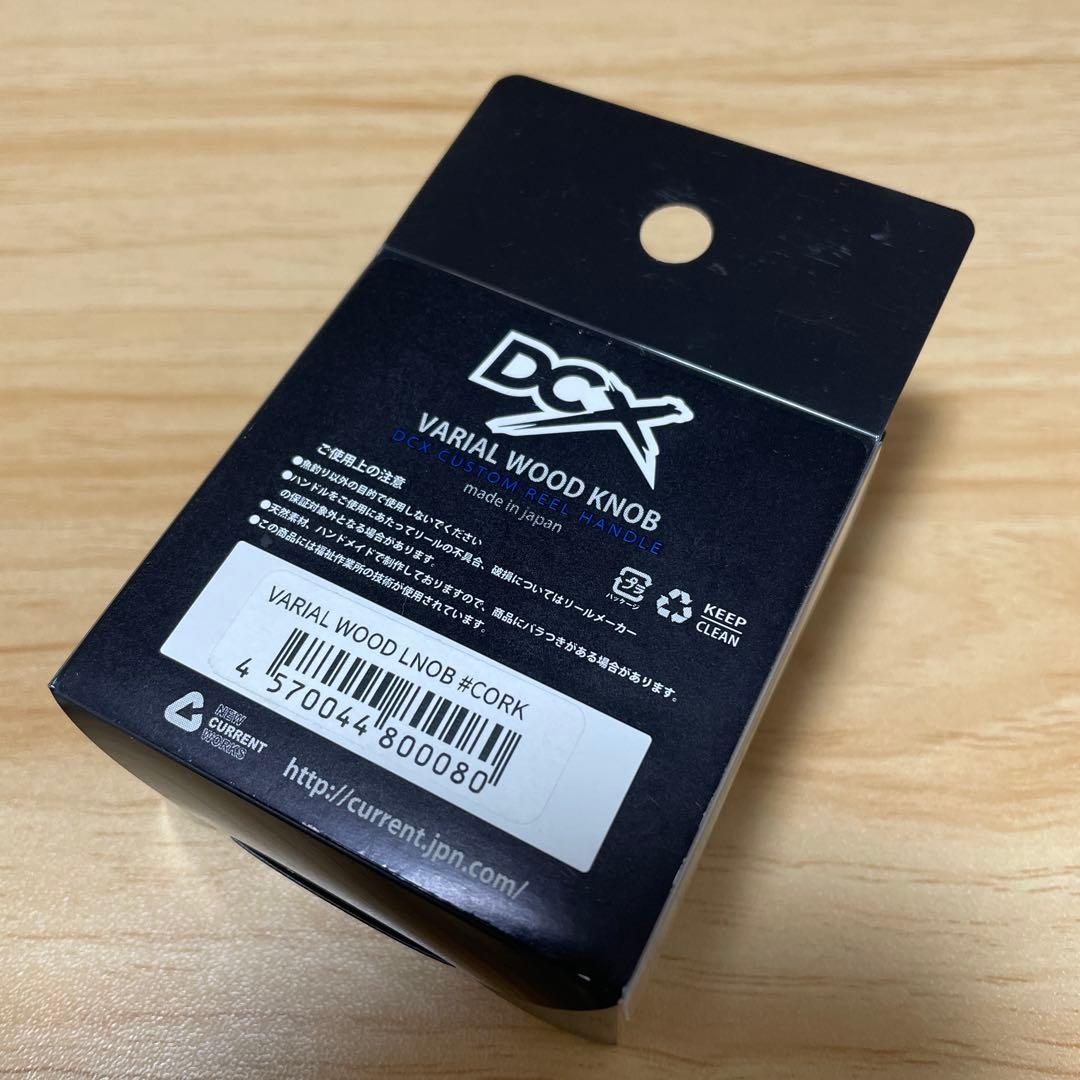 DCX
VARIAL WOOD KNOB
DCX CUSTOM REEL HANDLE
made in japan
ご使用上の注意
●魚釣り以外の目的で使用しないでください
●ハンドルをご使用にあたってリールの不具合、破損についてはリールメーカー
の保証対象外となる場合があります。
●天然素材、ハンドメイドで制作しておりますので、商品にバラつきがある場合があります。
●この商品には福祉作業所の技術が使用されています。
プラ
パッケージ
KEEP
CLEAN
VARIAL WOOD LNOB #CORK
4 570044 800080
NEW
CURRENT
WORKS
http://current.jpn.com/